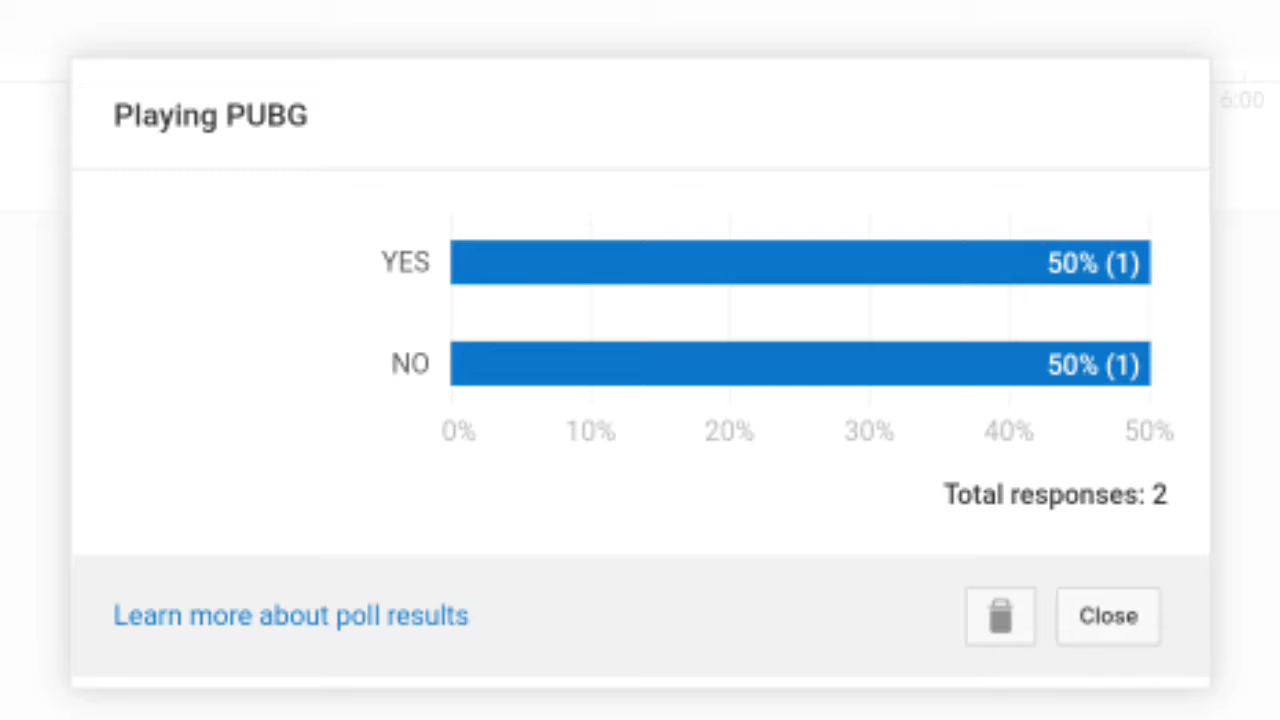 Playing PUBG
6:00
YES 50% (1)
NO 50% (1)
0% 10% 20% 30% 40% 50%
Total responses: 2
Learn more about poll results Close